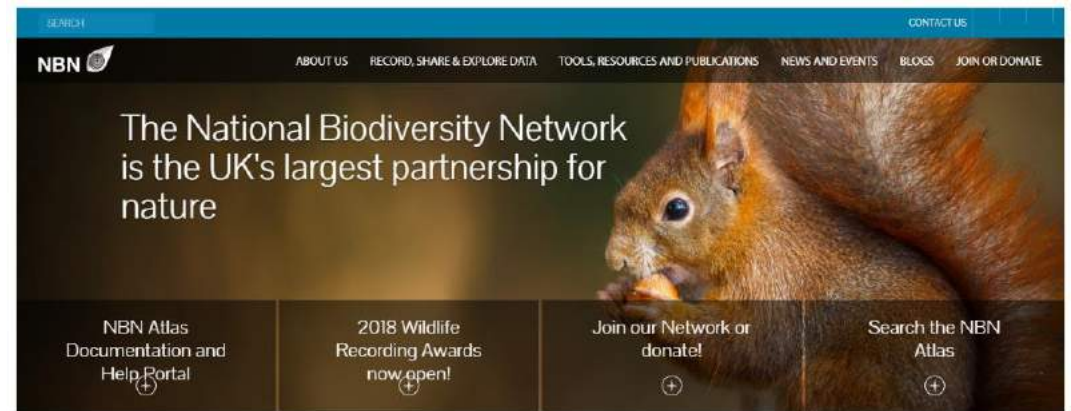 SEARCH
CONTACT US
NBN
ABOUT US
RECORD, SHARE & EXPLORE DATA
TOOLS, RESOURCES AND PUBLICATIONS
NEWS AND EVENTS
BLOGS
JOIN OR DONATE
The National Biodiversity Network
is the UK's largest partnership for
nature
NBN Atlas
Documentation and
Help Portal
2018 Wildlife
Recording Awards
now open!
Join our Network or
donate!
Search the NBN
Atlas